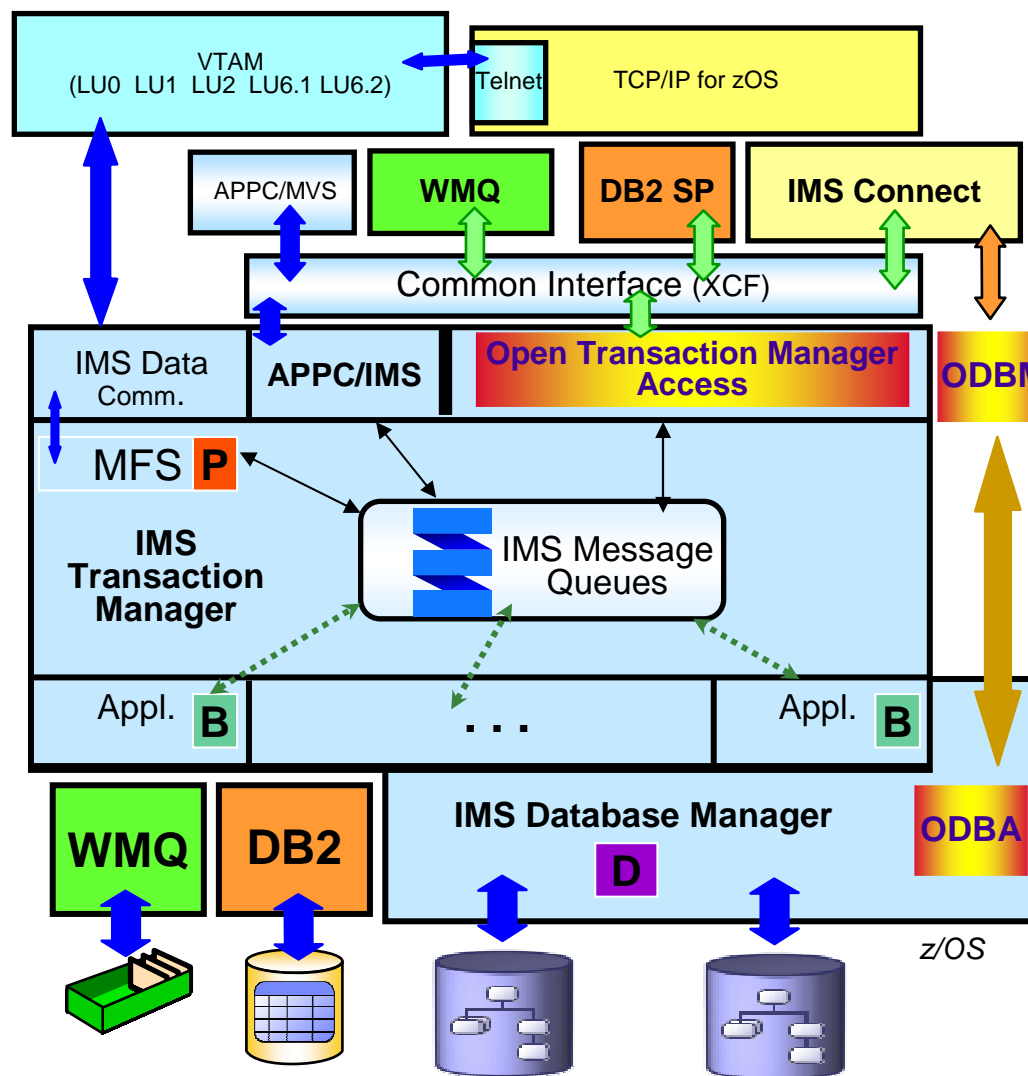 VTAM
(LU0 LU1 LU2 LU6.1 LU6.2)
Telnet
TCP/IP for zOS
APPC/MVS
WMQ
DB2 SP
IMS Connect
Common Interface (XCF)
IMS Data
Comm.
APPC/IMS
Open Transaction Manager
Access
ODBM
MFS P
IMS Message
Queues
IMS
Transaction
Manager
Appl. B
. . .
Appl. B
WMQ
DB2
IMS Database Manager
D
ODBA
z/OS